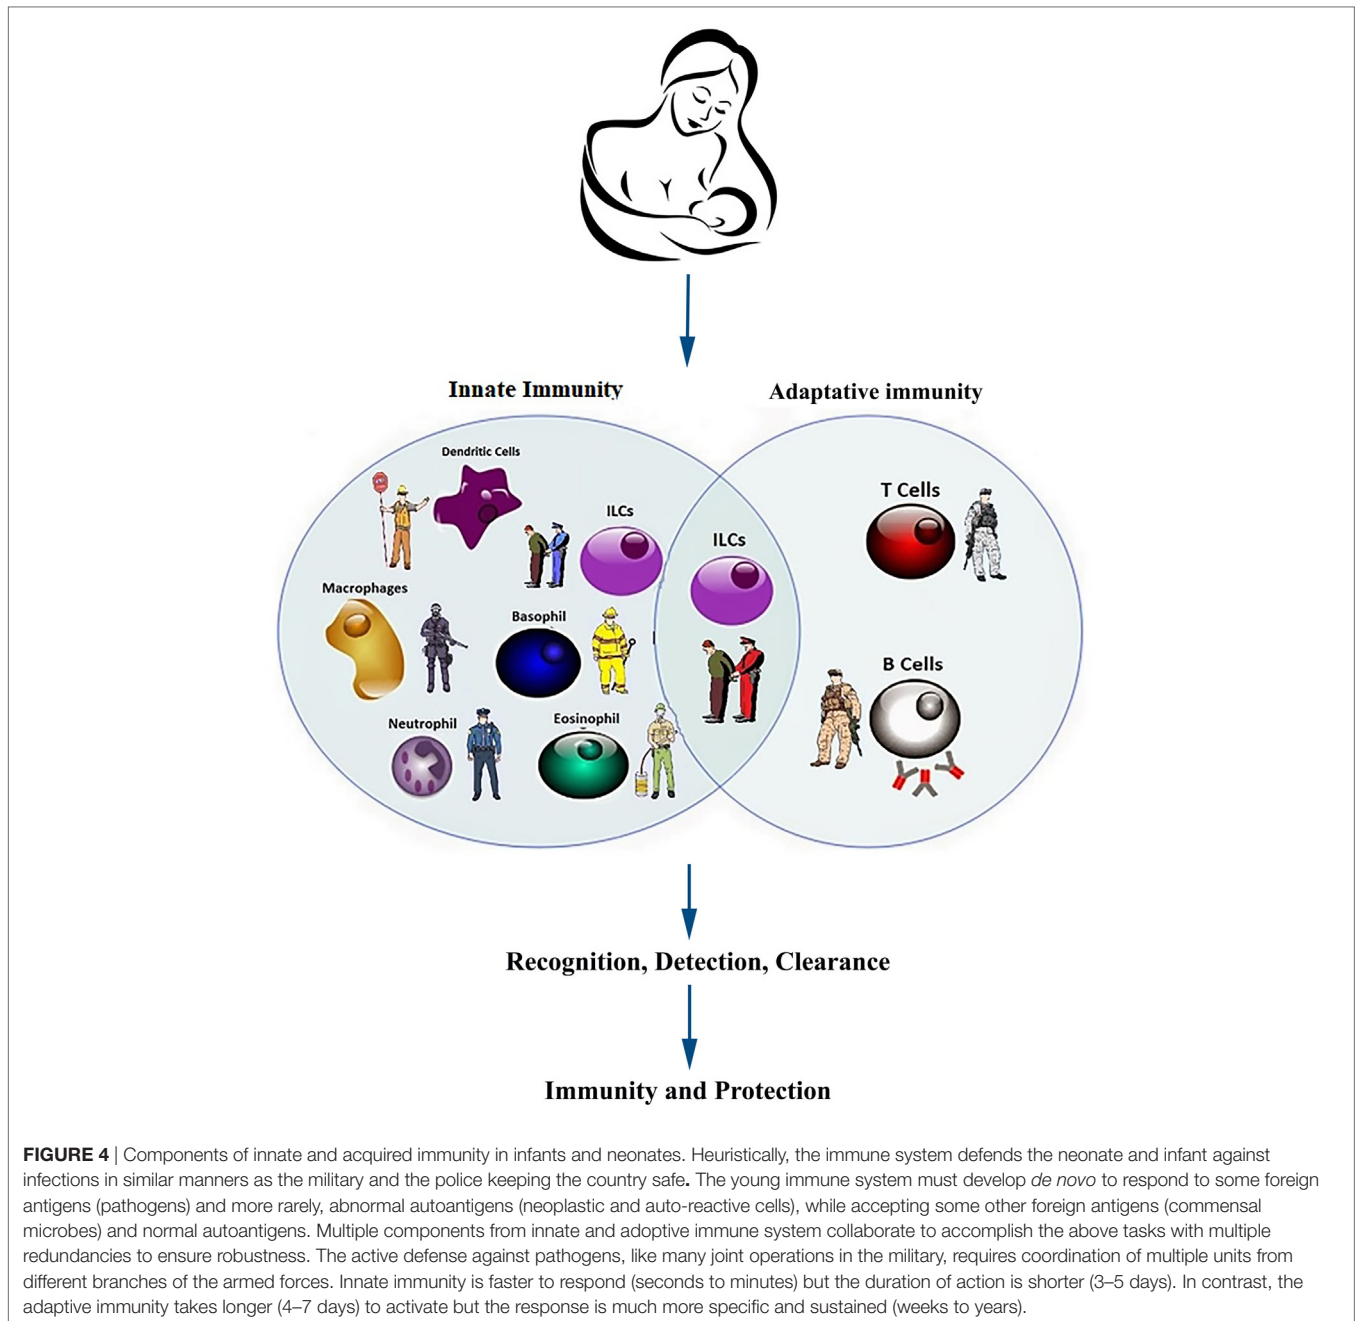 Innate Immunity
Adaptative immunity
Dendritic Cells
ILCs
T Cells
ILCs
Macrophages
Basophil
B Cells
Neutrophil
Eosinophil
Recognition, Detection, Clearance
Immunity and Protection
FIGURE 4 | Components of innate and acquired immunity in infants and neonates. Heuristically, the immune system defends the neonate and infant against
infections in similar manners as the military and the police keeping the country safe. The young immune system must develop de novo to respond to some foreign
antigens (pathogens) and more rarely, abnormal autoantigens (neoplastic and auto-reactive cells), while accepting some other foreign antigens (commensal
microbes) and normal autoantigens. Multiple components from innate and adoptive immune system collaborate to accomplish the above tasks with multiple
redundancies to ensure robustness. The active defense against pathogens, like many joint operations in the military, requires coordination of multiple units from
different branches of the armed forces. Innate immunity is faster to respond (seconds to minutes) but the duration of action is shorter (3–5 days). In contrast, the
adaptive immunity takes longer (4–7 days) to activate but the response is much more specific and sustained (weeks to years).